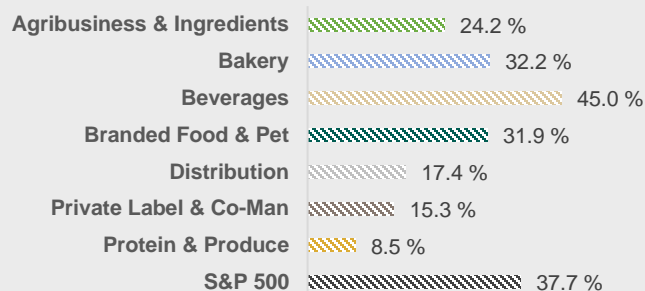 Agribusiness & Ingredients 24.2 %
Bakery 32.2 %
Beverages 45.0 %
Branded Food & Pet 31.9 %
Distribution 17.4 %
Private Label & Co-Man 15.3 %
Protein & Produce 8.5 %
S&P 500 37.7 %